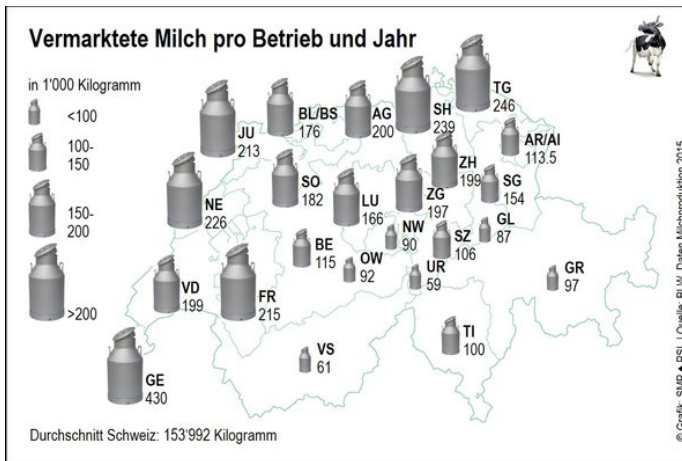 Vermarktete Milch pro Betrieb und Jahr
in 1'000 Kilogramm
<100
100-
150
150-
200
>200
JU
213
BL/BS
176
AG
200
SH
239
TG
246
AR/AI
113.5
NE
226
SO
182
LU
166
ZG
197
ZH
199
SG
154
BE
115
OW
92
NW
90
SZ
106
GL
87
UR
59
GR
97
VD
199
FR
215
VS
61
TI
100
GE
430
Durchschnitt Schweiz: 153'992 Kilogramm
© Grafik: SMP▲PSL | Quelle: BLW, Daten Milchproduktion 2015